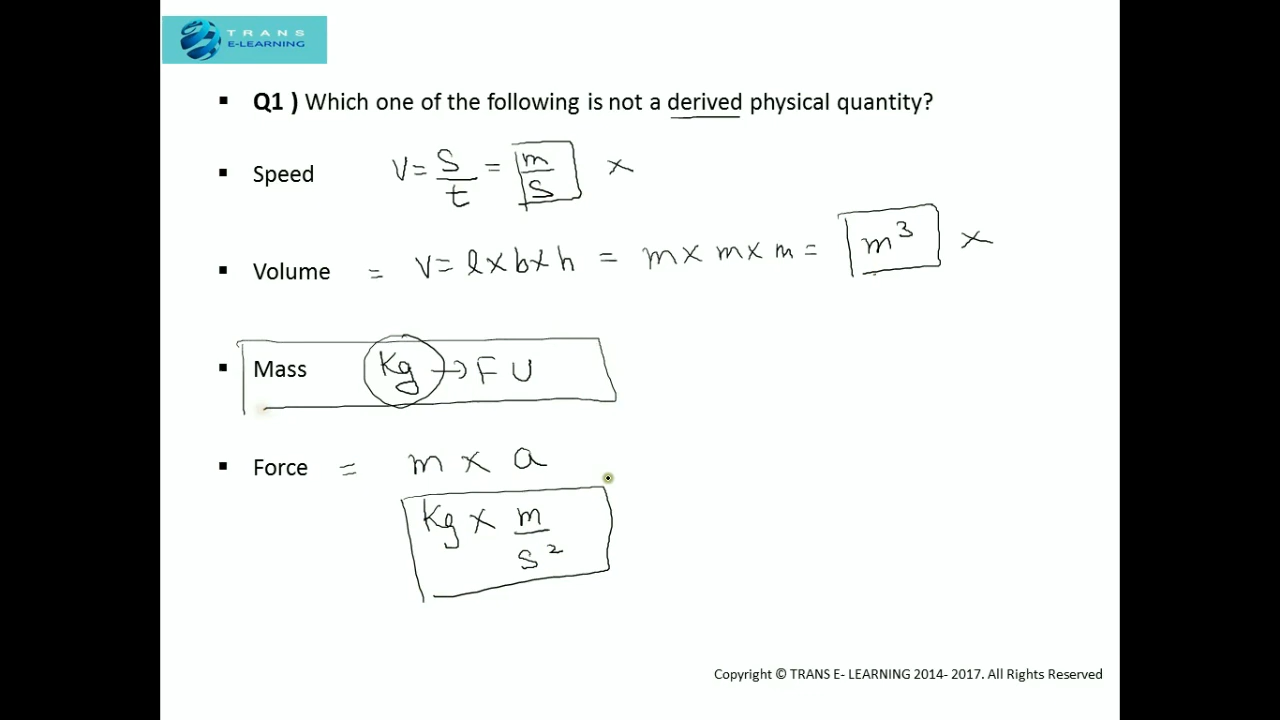 TRANS
E-LEARNING
▪ Q1 ) Which one of the following is not a derived physical quantity?
▪ Speed V = S/t = m/s ×
▪ Volume = V = l × b × h = m × m × m = m³ ×
▪ Mass Kg → F U
▪ Force = m × a
Kg × m/s²
Copyright © TRANS E- LEARNING 2014- 2017. All Rights Reserved